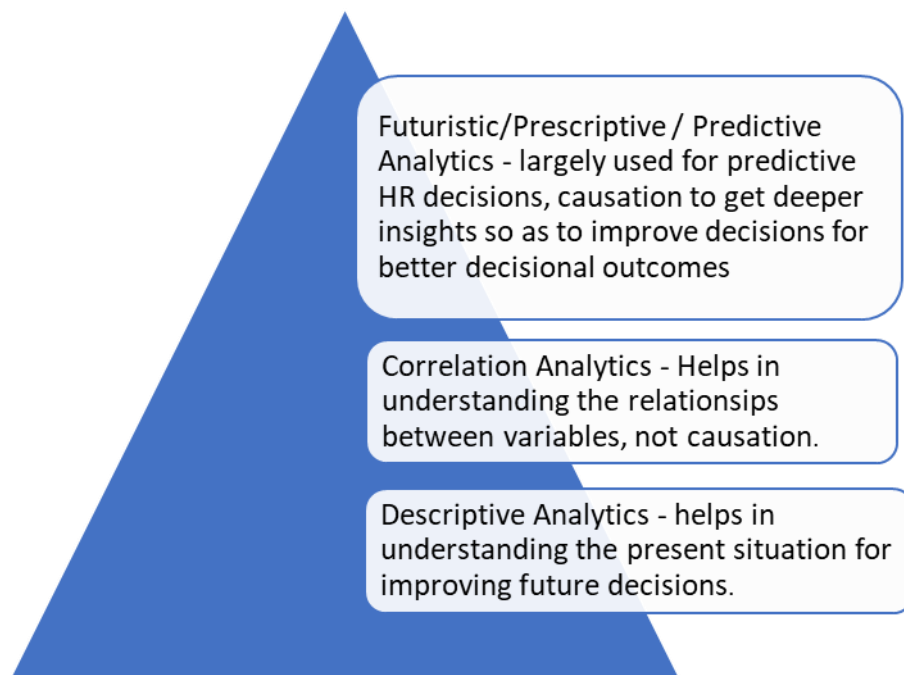 Futuristic/Prescriptive / Predictive
Analytics - largely used for predictive
HR decisions, causation to get deeper
insights so as to improve decisions for
better decisional outcomes
Correlation Analytics - Helps in
understanding the relationsips
between variables, not causation.
Descriptive Analytics - helps in
understanding the present situation for
improving future decisions.